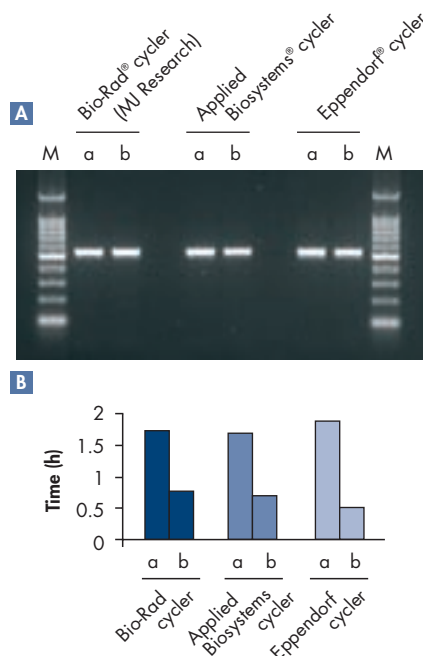 A
Bio-Rad® cycler
(MJ Research)
Applied
Biosystems® cycler
Eppendorf® cycler
M a b a b a b M
B
Time (h)
2
1.5
1
0.5
0
a b a b a b
Bio-Rad
cycler
Applied
Biosystems
cycler
Eppendorf
cycler